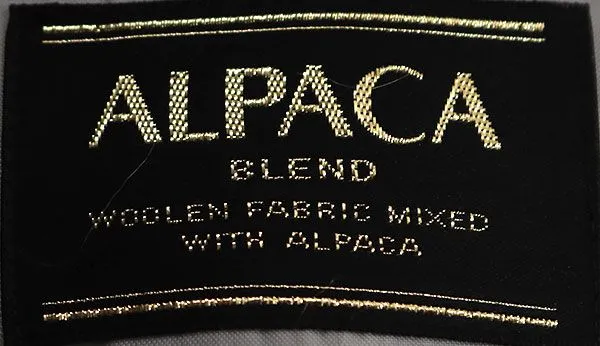 ALPACA
BLEND
WOOLEN FABRIC MIXED
WITH ALPACA